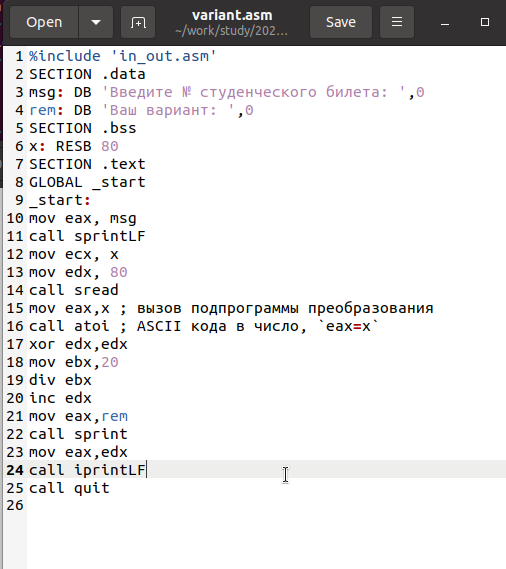 Open
variant.asm
~/work/study/202...
Save
1 %include 'in_out.asm'
2 SECTION .data
3 msg: DB 'Введите № студенческого билета: ',0
4 rem: DB 'Ваш вариант: ',0
5 SECTION .bss
6 x: RESB 80
7 SECTION .text
8 GLOBAL _start
9 _start:
10 mov eax, msg
11 call sprintLF
12 mov ecx, x
13 mov edx, 80
14 call sread
15 mov eax,x ; вызов подпрограммы преобразования
16 call atoi ; ASCII кода в число, `eax=x`
17 xor edx,edx
18 mov ebx,20
19 div ebx
20 inc edx
21 mov eax,rem
22 call sprint
23 mov eax,edx
24 call iprintLF
25 call quit
26